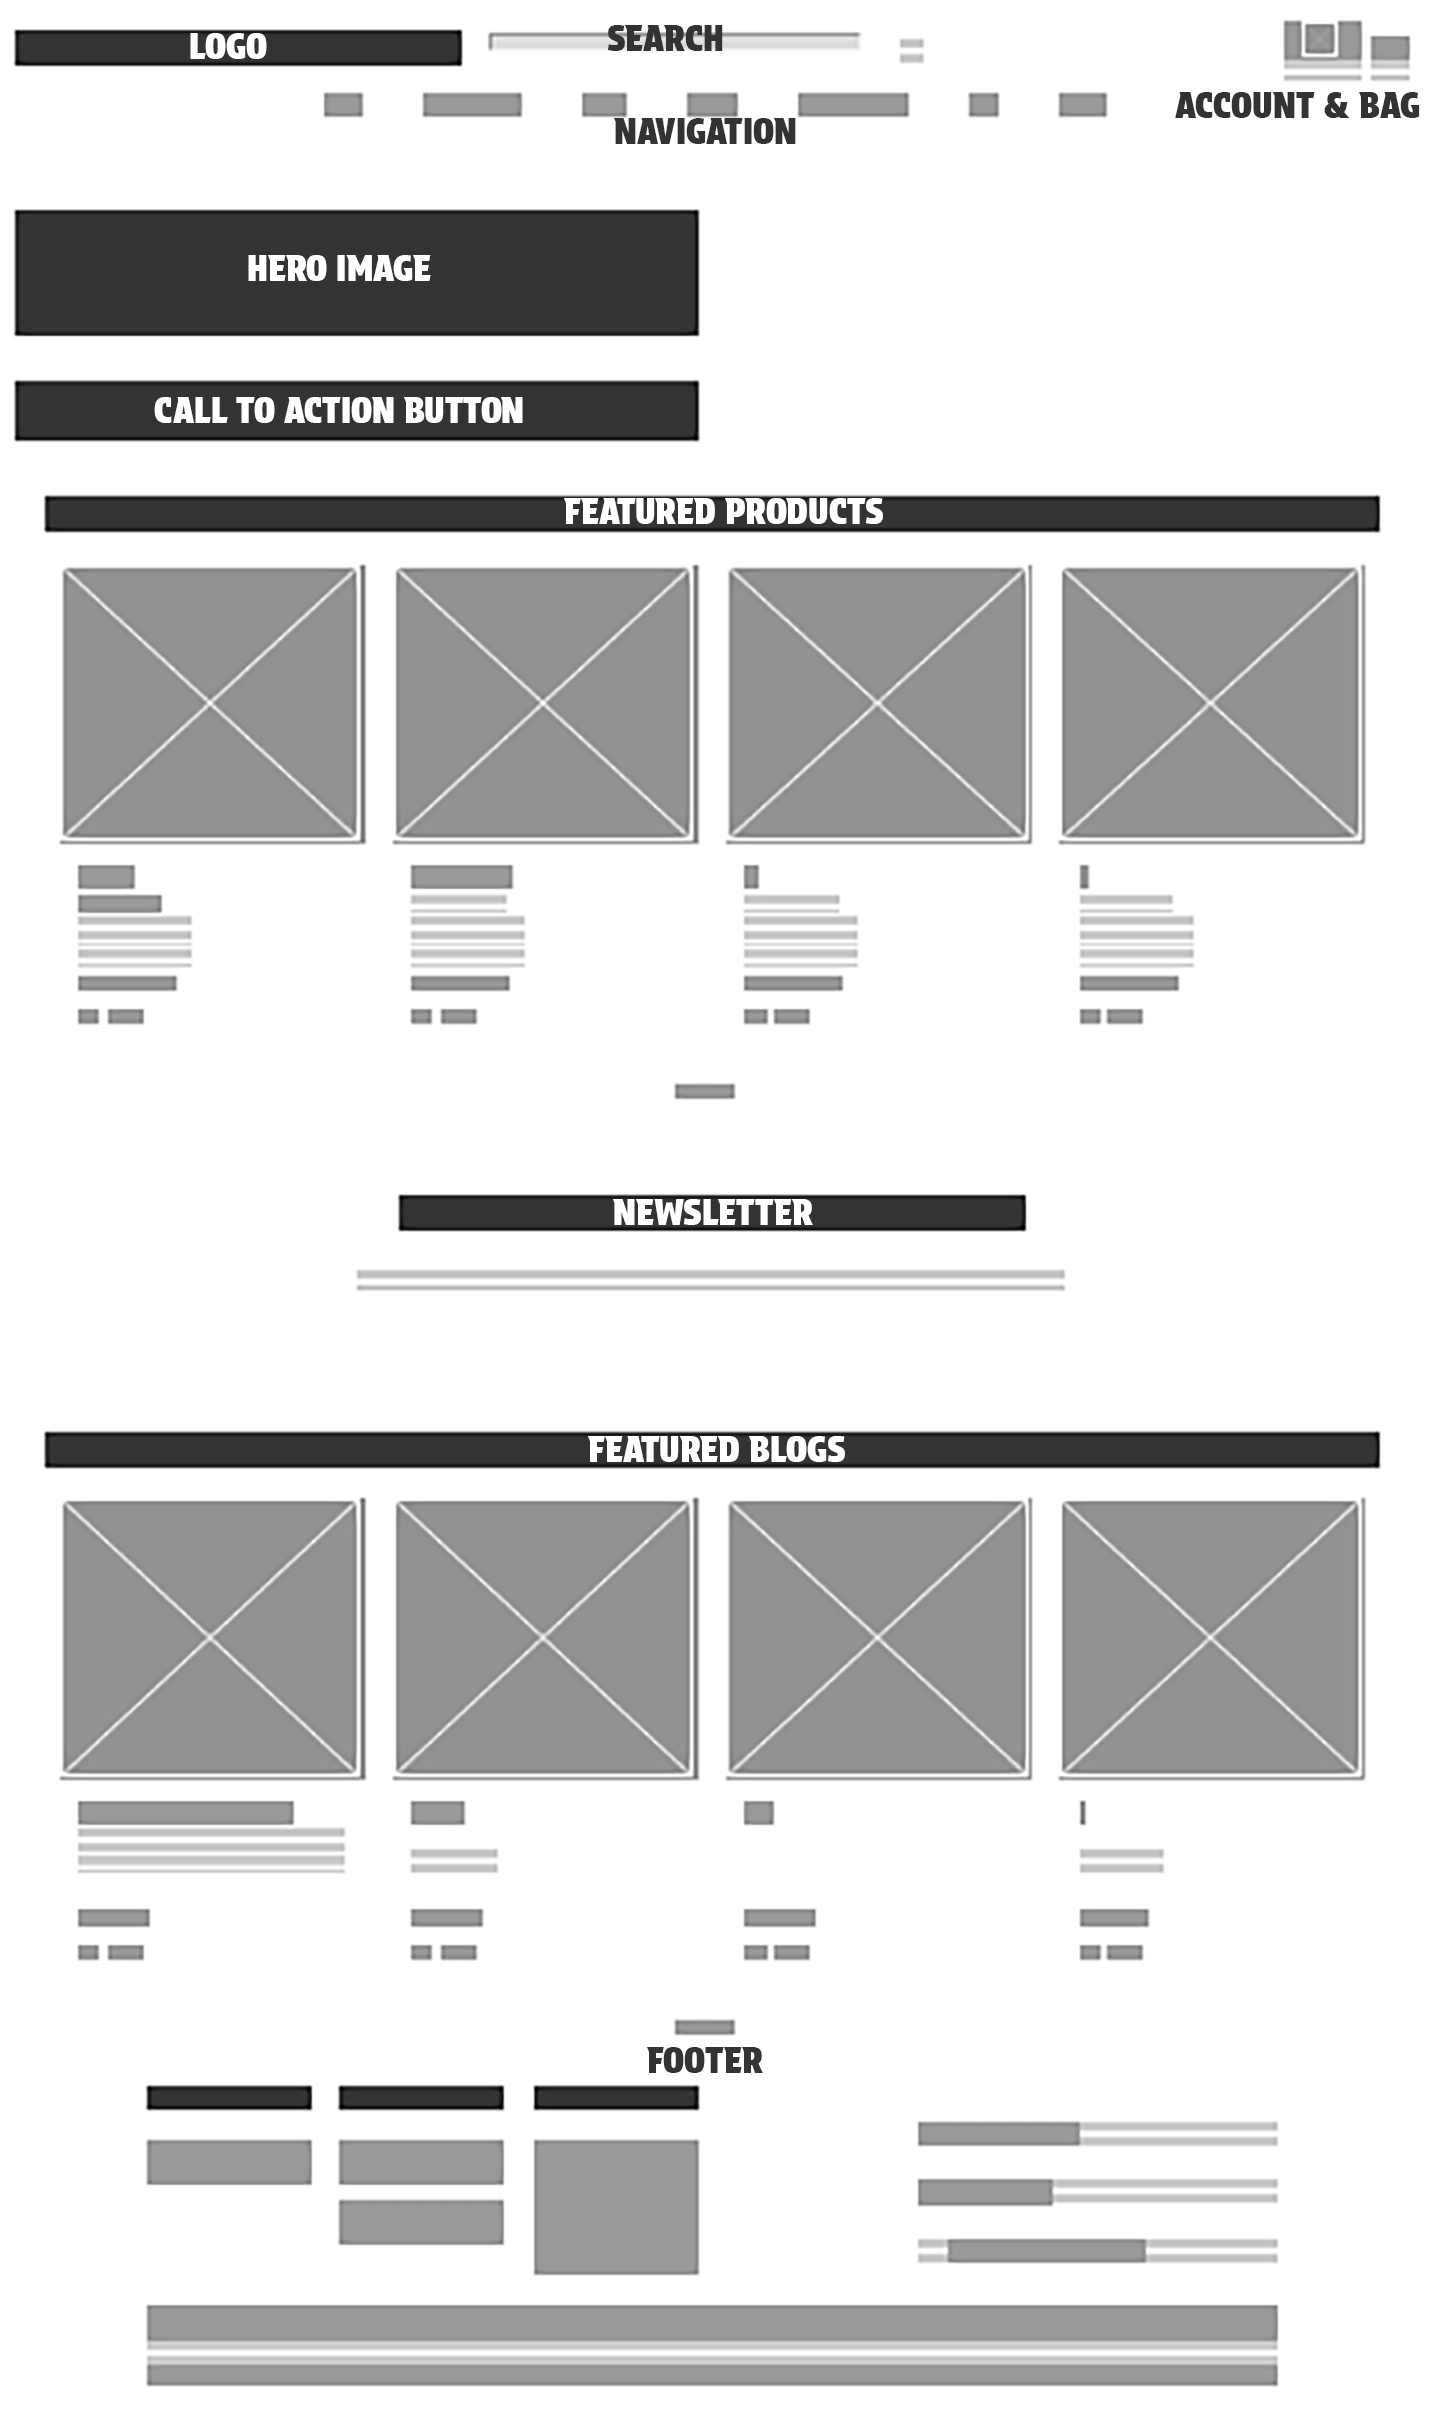 LOGO
SEARCH
ACCOUNT & BAG
NAVIGATION
HERO IMAGE
CALL TO ACTION BUTTON
FEATURED PRODUCTS
NEWSLETTER
FEATURED BLOGS
FOOTER